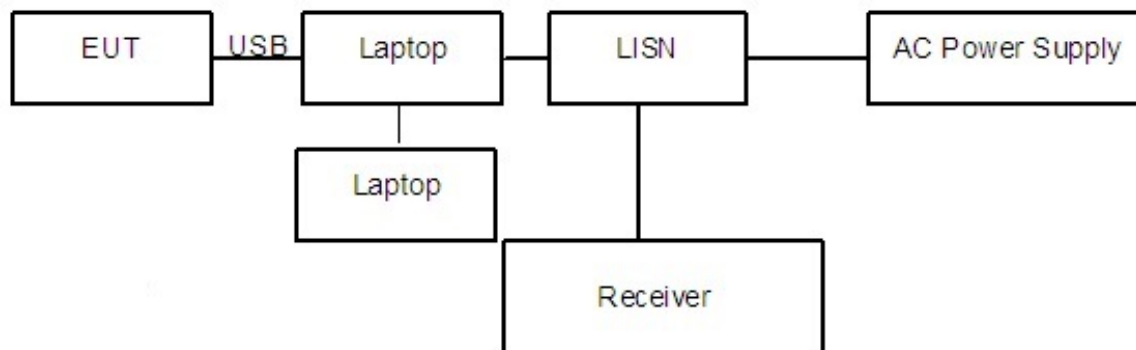 EUT
USB
Laptop
LISN
AC Power Supply
Laptop
Receiver